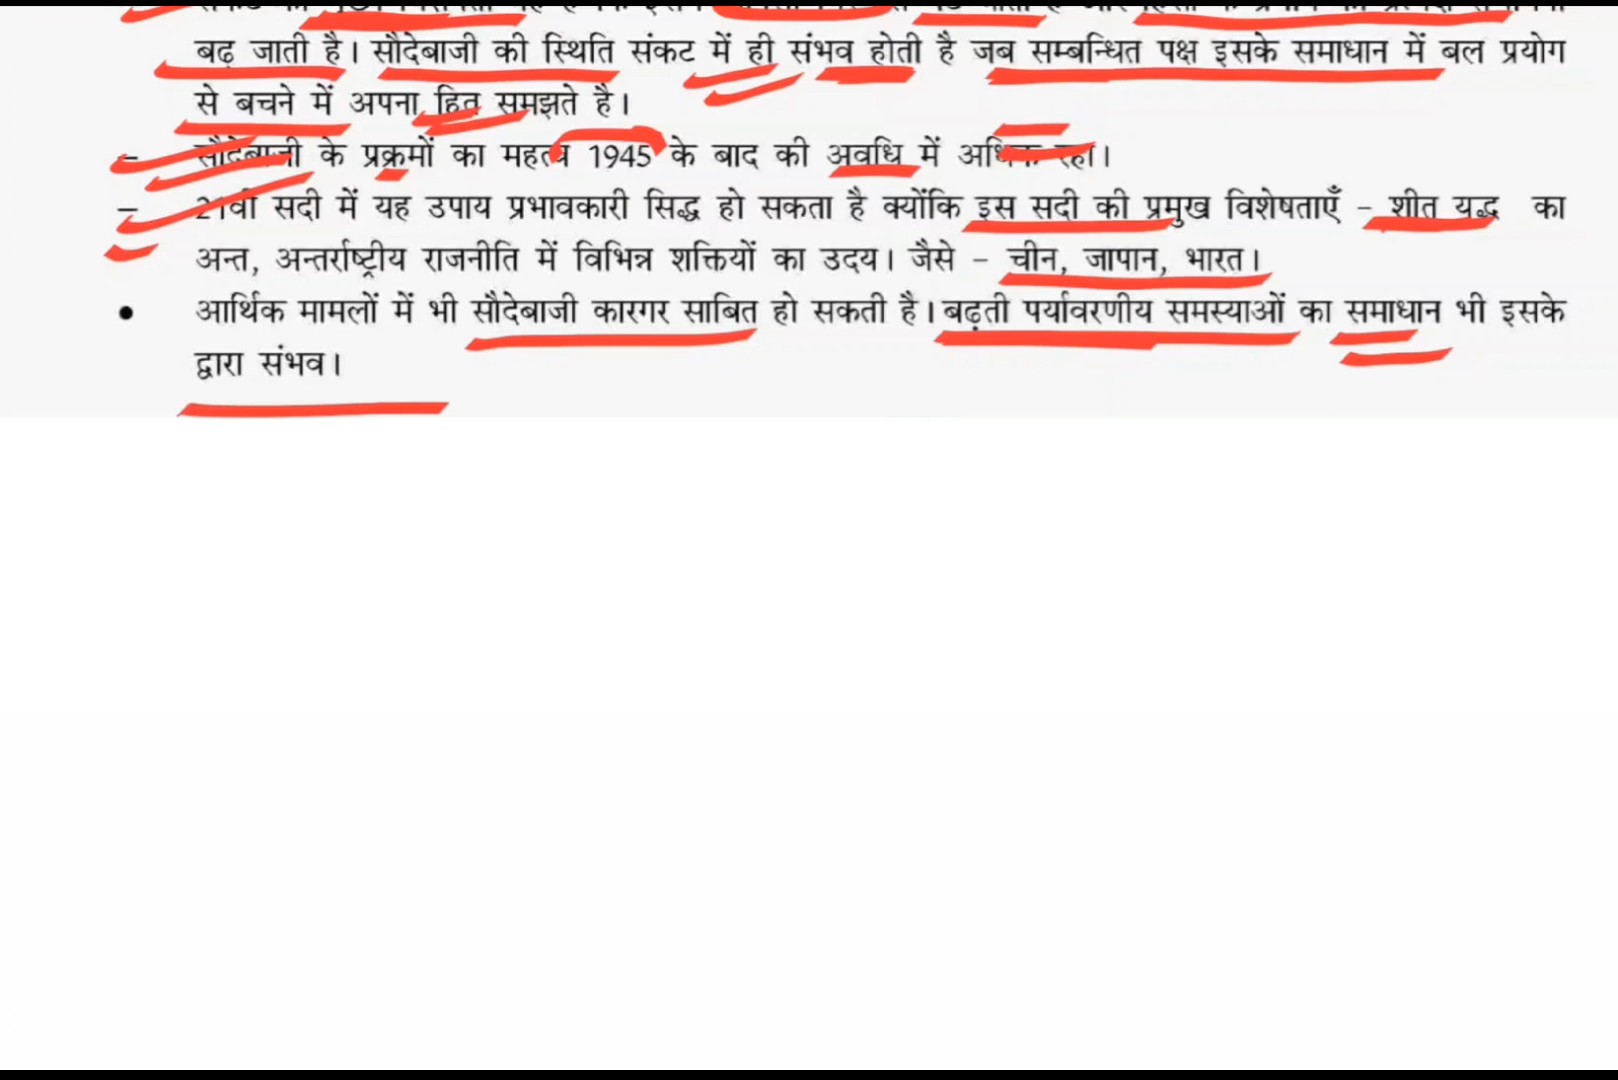 बढ़ जाती है। सौदेबाजी की स्थिति संकट में ही संभव होती है जब सम्बन्धित पक्ष इसके समाधान में बल प्रयोग
से बचने में अपना हित समझते है।
– सौदेबाजी के प्रक्रमों का महत्व 1945 के बाद की अवधि में अधिक रहा।
– 21वीं सदी में यह उपाय प्रभावकारी सिद्ध हो सकता है क्योंकि इस सदी की प्रमुख विशेषताएँ – शीत युद्ध का
अन्त, अन्तर्राष्ट्रीय राजनीति में विभिन्न शक्तियों का उदय। जैसे – चीन, जापान, भारत।
• आर्थिक मामलों में भी सौदेबाजी कारगर साबित हो सकती है। बढ़ती पर्यावरणीय समस्याओं का समाधान भी इसके
द्वारा संभव।